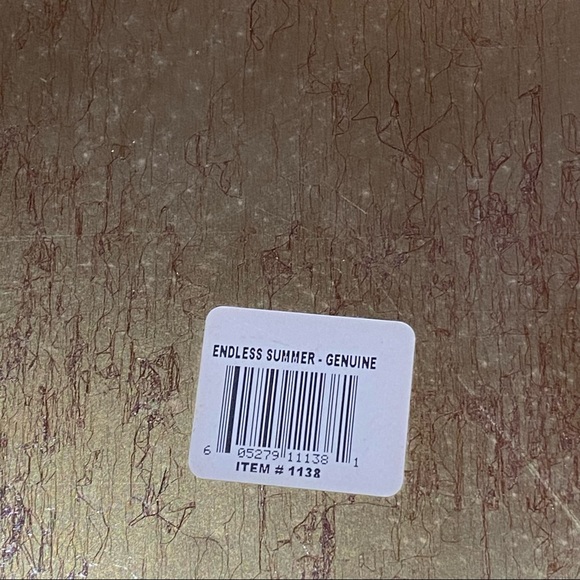 ENDLESS SUMMER - GENUINE
6 05279 11138 1
ITEM # 1138